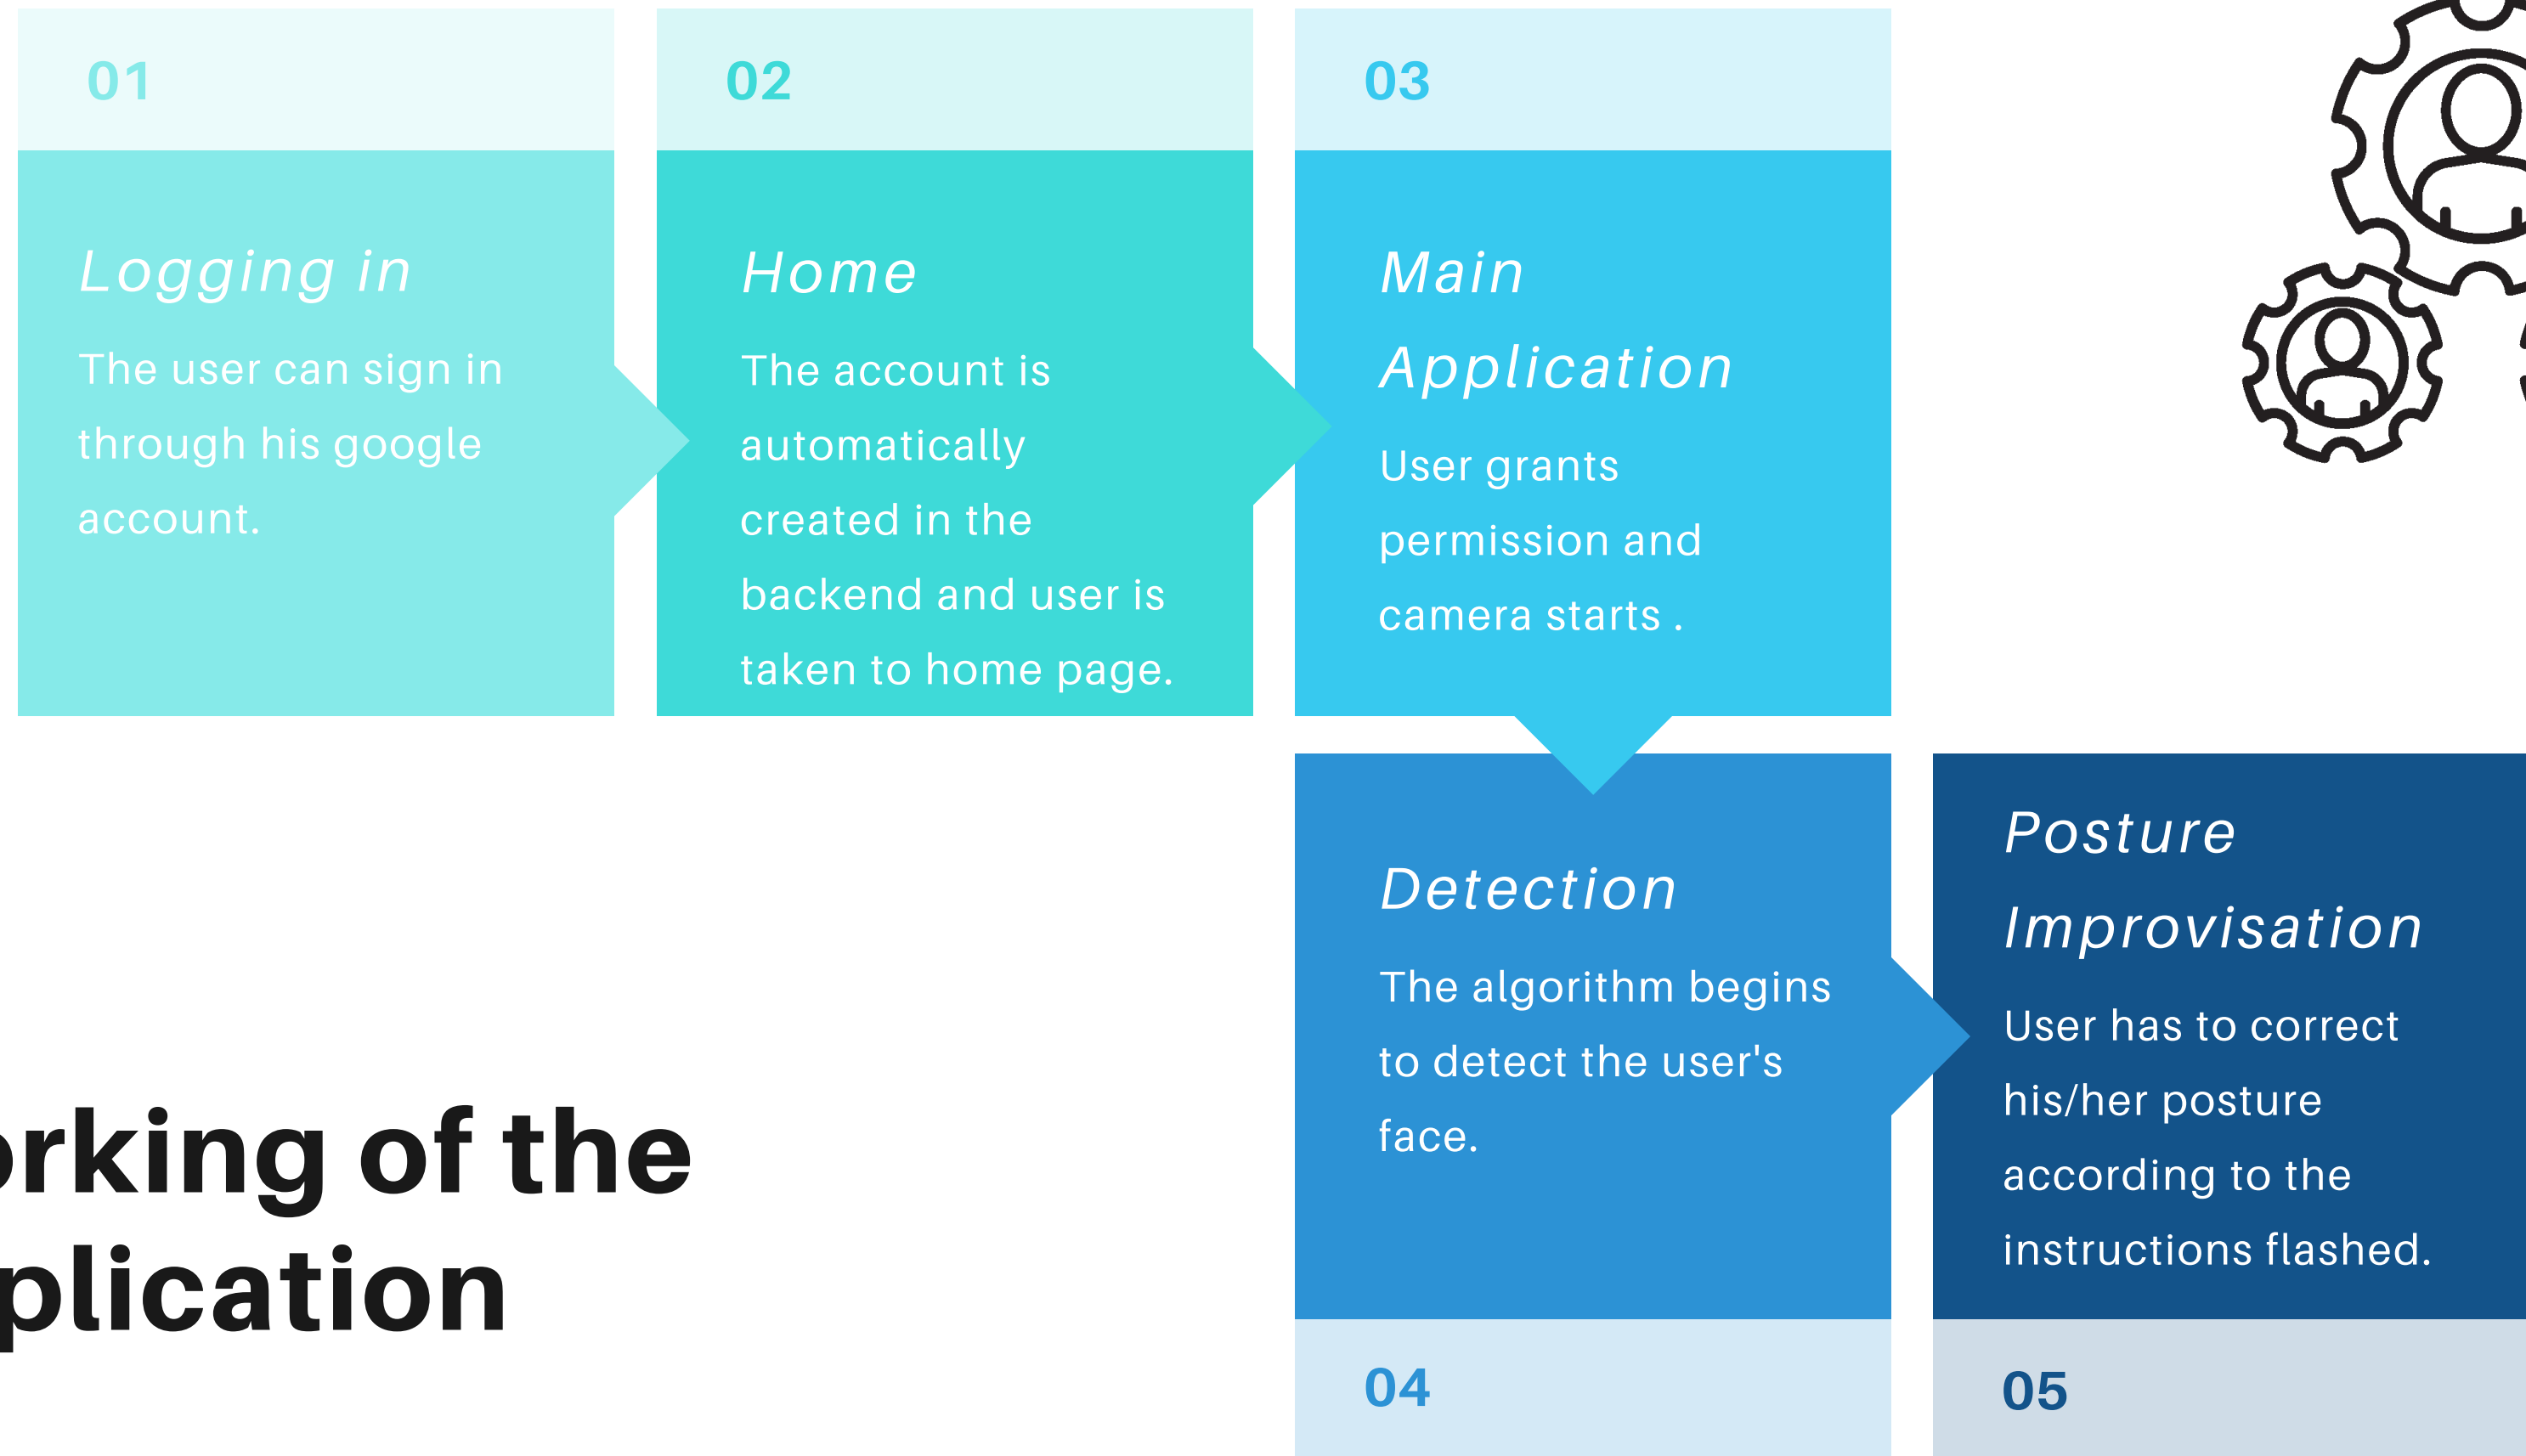 01
Logging in
The user can sign in
through his google
account.
02
Home
The account is
automatically
created in the
backend and user is
taken to home page.
03
Main
Application
User grants
permission and
camera starts .
Detection
The algorithm begins
to detect the user's
face.
04
Posture
Improvisation
User has to correct
his/her posture
according to the
instructions flashed.
05
orking of the
plication